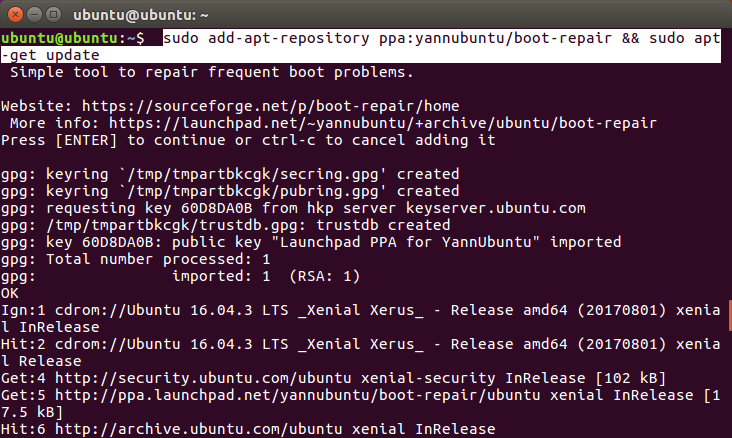 ubuntu@ubuntu: ~
ubuntu@ubuntu:~$ sudo add-apt-repository ppa:yannubuntu/boot-repair && sudo apt
-get update
 Simple tool to repair frequent boot problems.

Website: https://sourceforge.net/p/boot-repair/home
 More info: https://launchpad.net/~yannubuntu/+archive/ubuntu/boot-repair
Press [ENTER] to continue or ctrl-c to cancel adding it

gpg: keyring `/tmp/tmpartbkcgk/secring.gpg' created
gpg: keyring `/tmp/tmpartbkcgk/pubring.gpg' created
gpg: requesting key 60D8DA0B from hkp server keyserver.ubuntu.com
gpg: /tmp/tmpartbkcgk/trustdb.gpg: trustdb created
gpg: key 60D8DA0B: public key "Launchpad PPA for YannUbuntu" imported
gpg: Total number processed: 1
gpg:               imported: 1  (RSA: 1)
OK
Ign:1 cdrom://Ubuntu 16.04.3 LTS _Xenial Xerus_ - Release amd64 (20170801) xenia
l InRelease
Hit:2 cdrom://Ubuntu 16.04.3 LTS _Xenial Xerus_ - Release amd64 (20170801) xenia
l Release
Get:4 http://security.ubuntu.com/ubuntu xenial-security InRelease [102 kB]
Get:5 http://ppa.launchpad.net/yannubuntu/boot-repair/ubuntu xenial InRelease [1
7.5 kB]
Hit:6 http://archive.ubuntu.com/ubuntu xenial InRelease